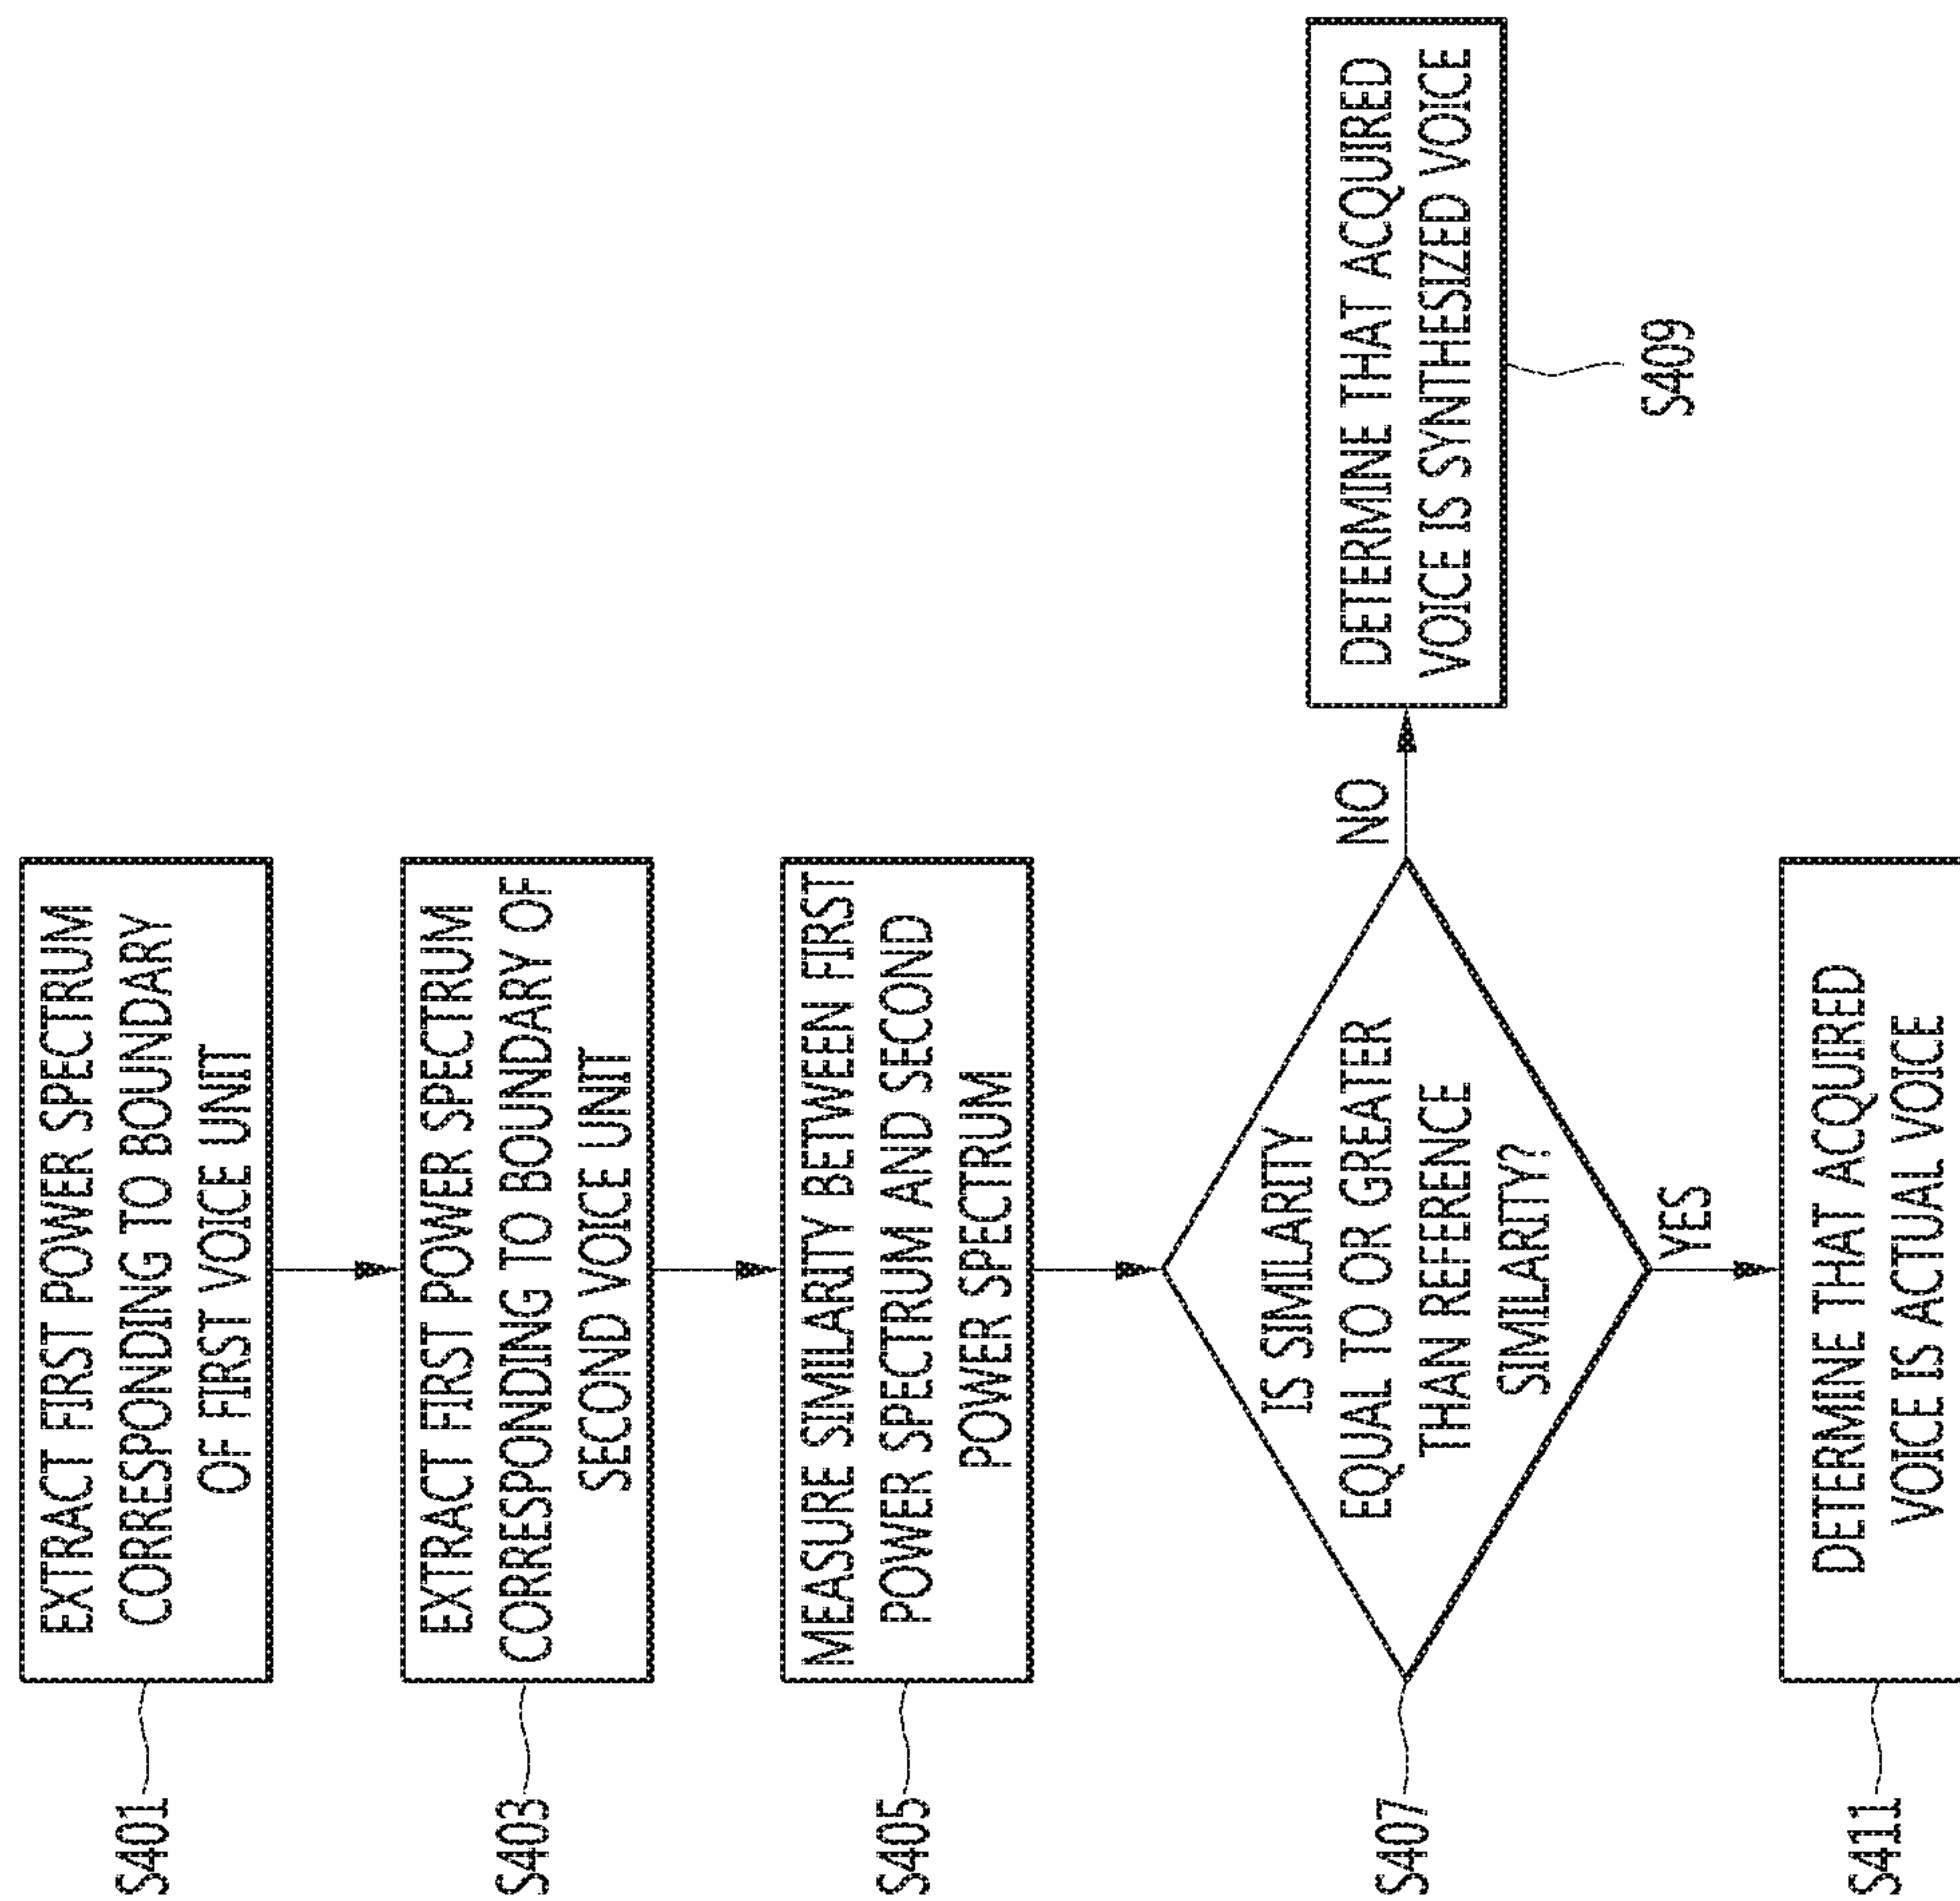 S401
EXTRACT FIRST POWER SPECTRUM
CORRESPONDING TO BOUNDARY
OF FIRST VOICE UNIT
S403
EXTRACT FIRST POWER SPECTRUM
CORRESPONDING TO BOUNDARY OF
SECOND VOICE UNIT
S405
MEASURE SIMILARITY BETWEEN FIRST
POWER SPECTRUM AND SECOND
POWER SPECTRUM
S407
IS SIMILARITY
EQUAL TO OR GREATER
THAN REFERENCE
SIMILARITY?
NO
DETERMINE THAT ACQUIRED
VOICE IS SYNTHESIZED VOICE
S409
YES
S411
DETERMINE THAT ACQUIRED
VOICE IS ACTUAL VOICE